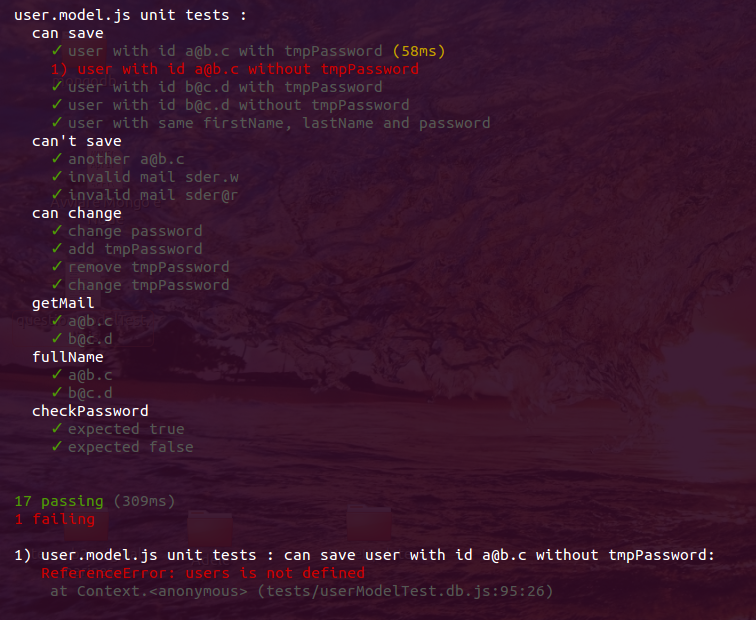 user.model.js unit tests :
can save
✓ user with id a@b.c with tmpPassword (58ms)
1) user with id a@b.c without tmpPassword
✓ user with id b@c.d with tmpPassword
✓ user with id b@c.d without tmpPassword
✓ user with same firstName, lastName and password
can't save
✓ another a@b.c
✓ invalid mail sder.w
✓ invalid mail sder@r
can change
✓ change password
✓ add tmpPassword
✓ remove tmpPassword
✓ change tmpPassword
getMail
✓ a@b.c
✓ b@c.d
fullName
✓ a@b.c
✓ b@c.d
checkPassword
✓ expected true
✓ expected false
17 passing (309ms)
1 failing
1) user.model.js unit tests : can save user with id a@b.c without tmpPassword:
ReferenceError: users is not defined
at Context.<anonymous> (tests/userModelTest.db.js:95:26)